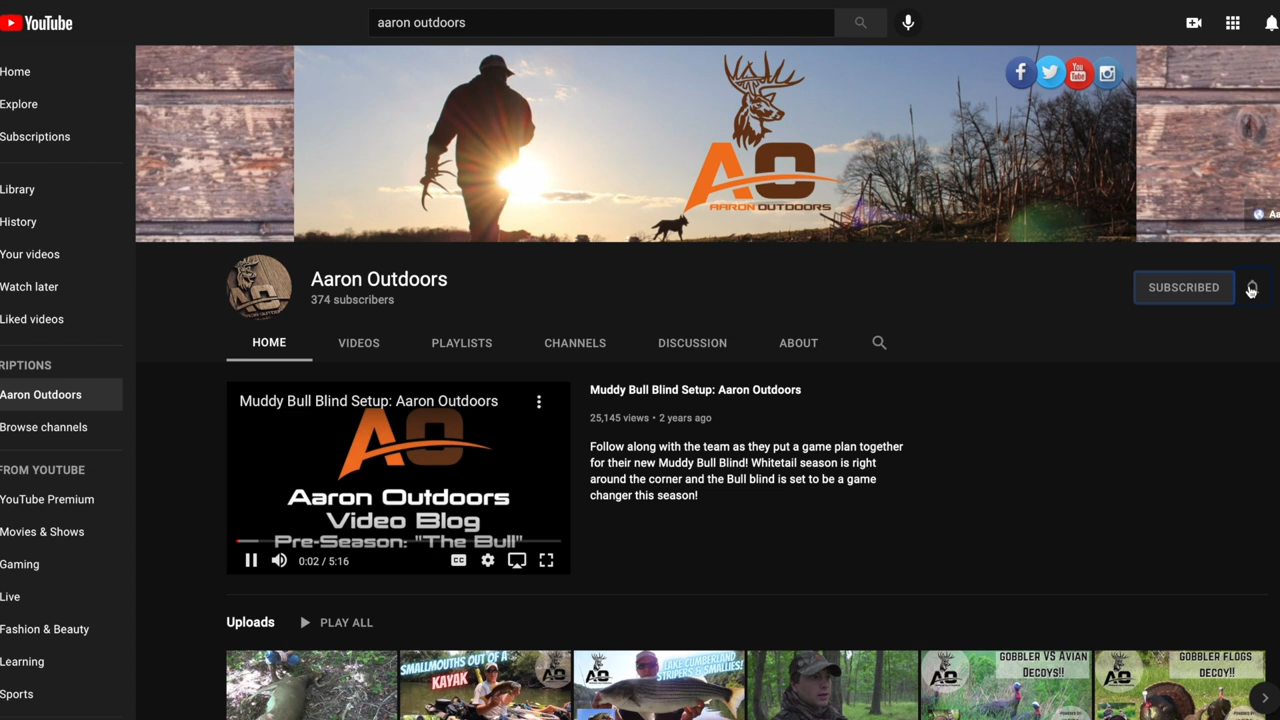 YouTube
aaron outdoors
Home
Explore
Subscriptions
Library
History
Your videos
Watch later
Liked videos
RIPTIONS
Aaron Outdoors
Browse channels
FROM YOUTUBE
YouTube Premium
Movies & Shows
Gaming
Live
Fashion & Beauty
Learning
Sports
AO
AARON OUTDOORS
You
Tube
Aaron Outdoors
374 subscribers
SUBSCRIBED
HOME
VIDEOS
PLAYLISTS
CHANNELS
DISCUSSION
ABOUT
Muddy Bull Blind Setup: Aaron Outdoors
AO
Aaron Outdoors
Video Blog
Pre-Season: "The Bull"
0:02 / 5:16
CC
Muddy Bull Blind Setup: Aaron Outdoors
25,145 views • 2 years ago
Follow along with the team as they put a game plan together
for their new Muddy Bull Blind! Whitetail season is right
around the corner and the Bull blind is set to be a game
changer this season!
Uploads
PLAY ALL
SMALLMOUTHS OUT OF A
KAYAK
LAKE CUMBERLAND
STRIPERS & SMALLIES!
GOBBLER VS AVIAN
DECOYS!!
GOBBLER FLOGS
DECOY!!